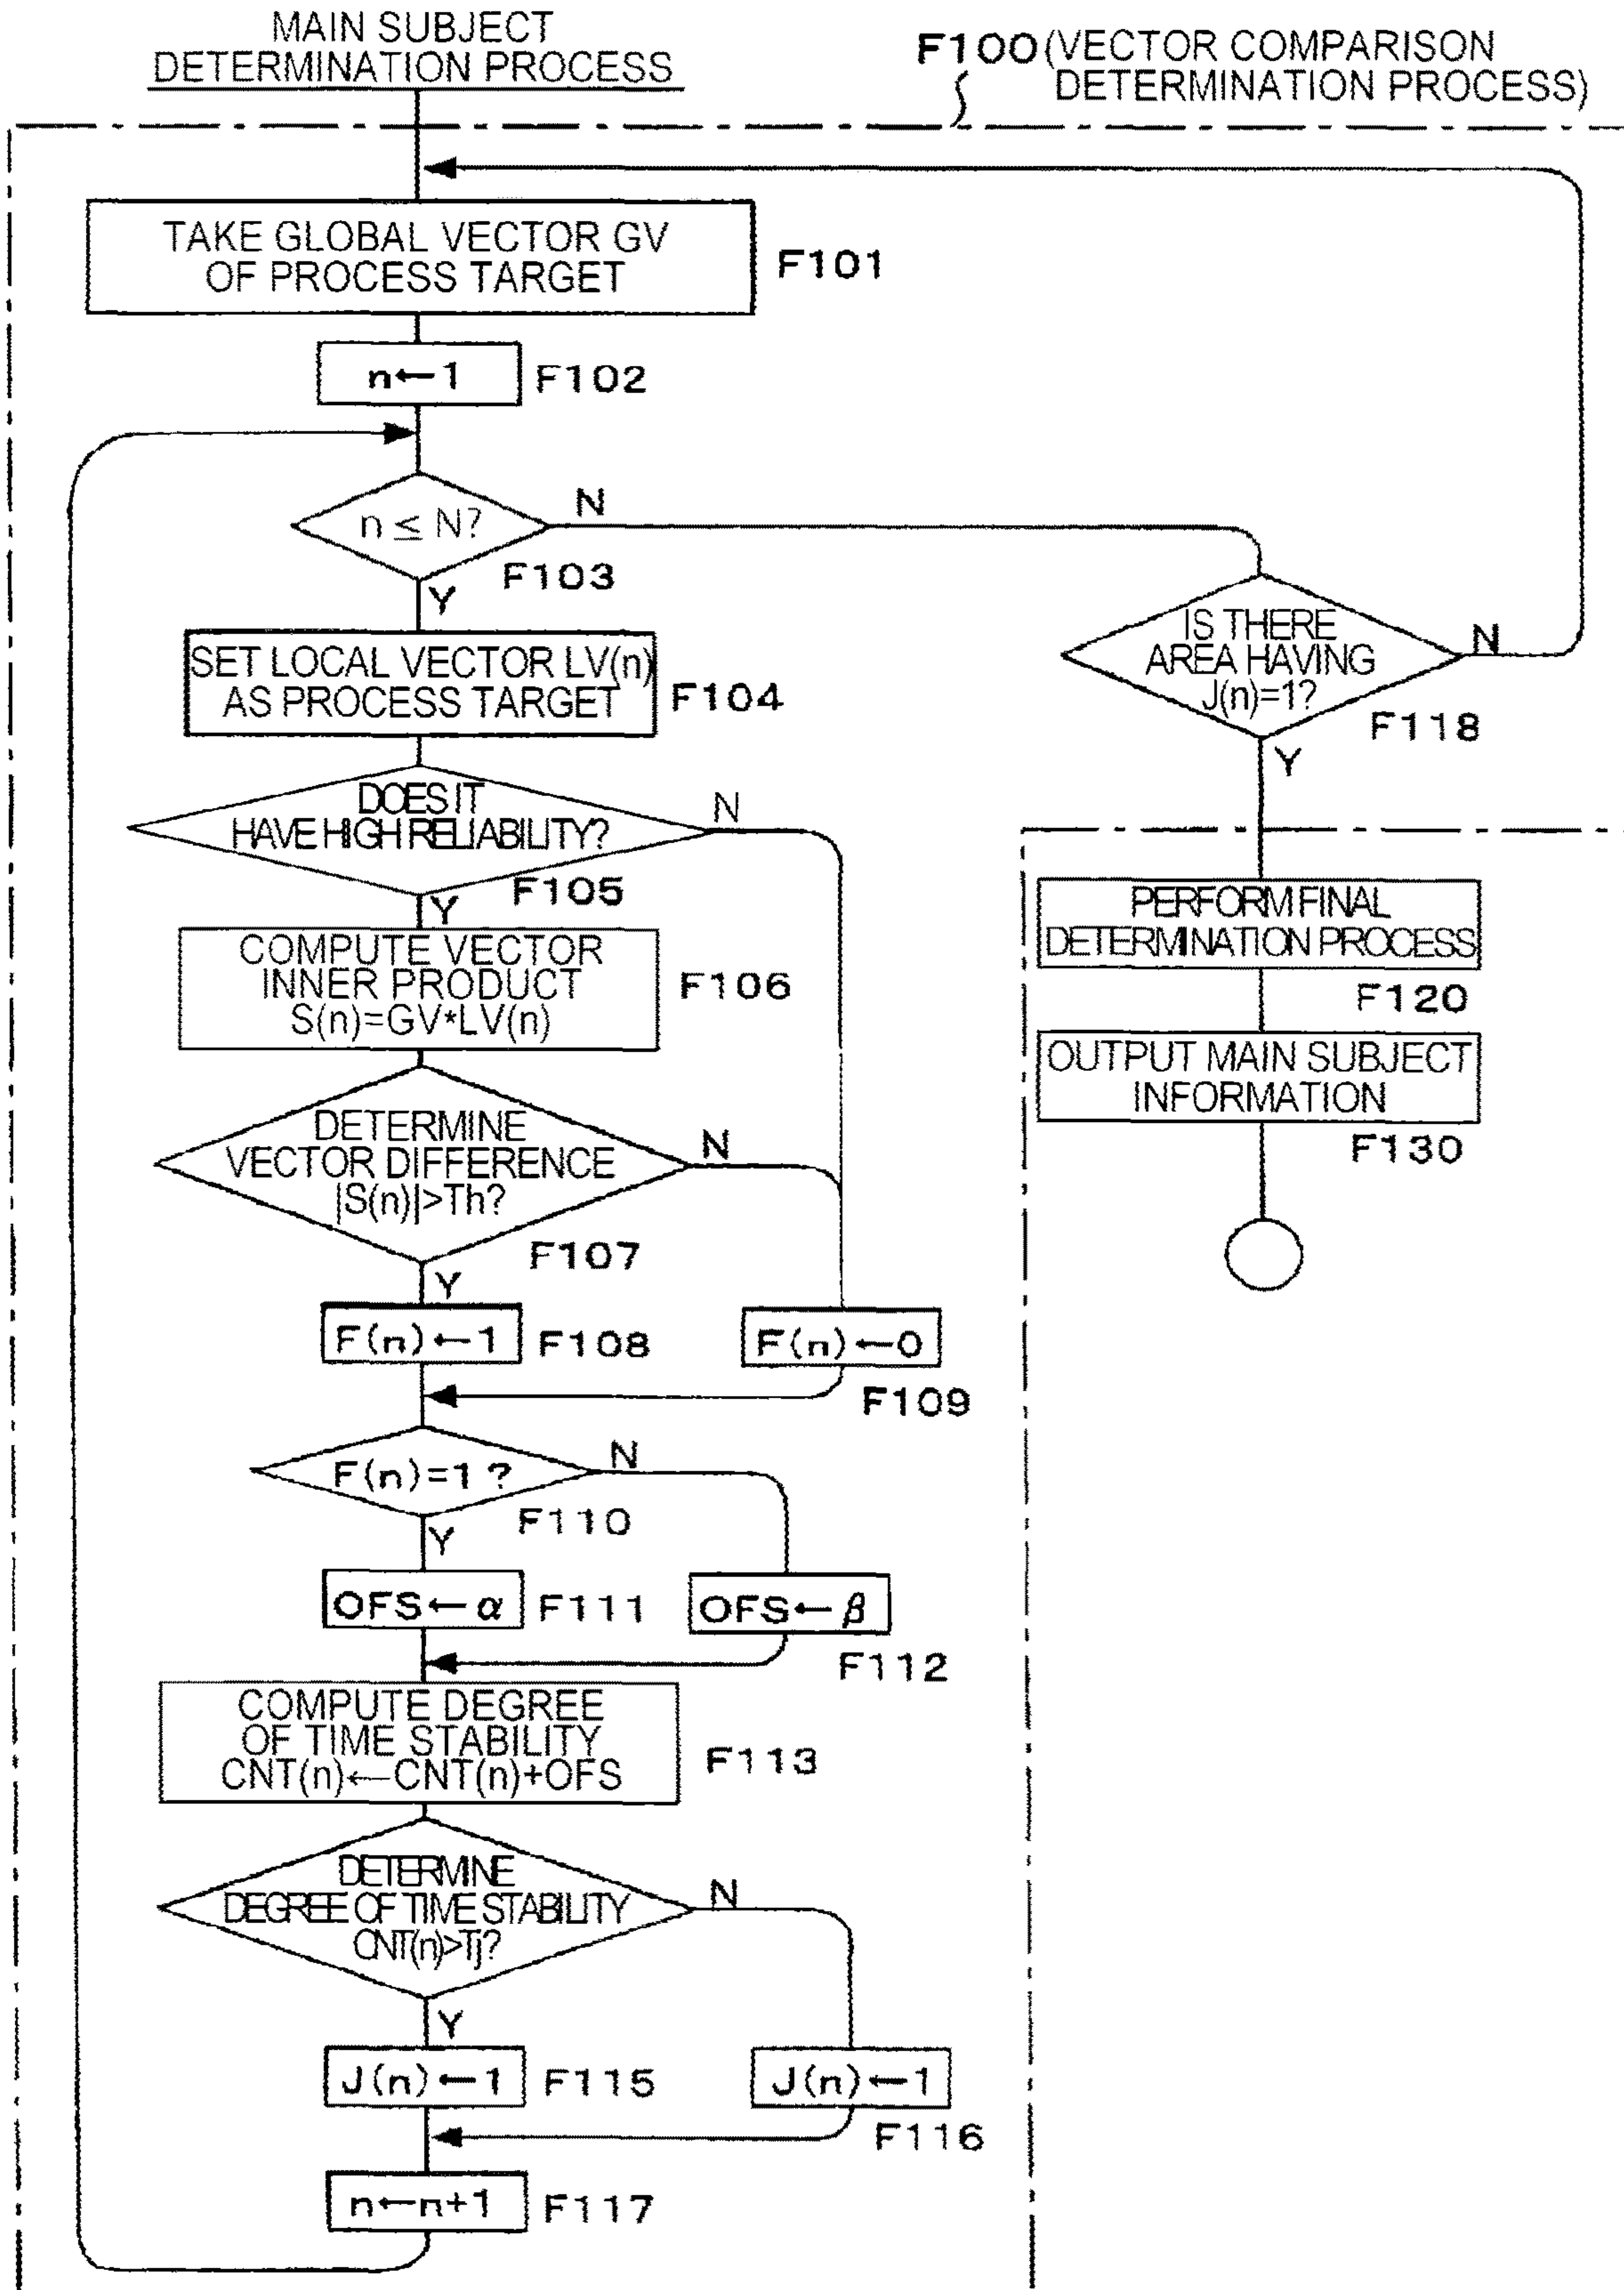 MAIN SUBJECT
DETERMINATION PROCESS
F100(VECTOR COMPARISON
DETERMINATION PROCESS)
TAKE GLOBAL VECTOR GV
OF PROCESS TARGET
F101
n←1
F102
n ≤ N?
N
F103
Y
SET LOCAL VECTOR LV(n)
AS PROCESS TARGET
F104
DOES IT
HAVE HIGH RELIABILITY?
N
F105
Y
COMPUTE VECTOR
INNER PRODUCT
S(n)=GV*LV(n)
F106
DETERMINE
VECTOR DIFFERENCE
|S(n)|>Th?
N
F107
Y
F(n)←1
F108
F(n)←0
F109
F(n)=1?
N
F110
Y
OFS←α
F111
OFS←β
F112
COMPUTE DEGREE
OF TIME STABILITY
CNT(n)←CNT(n)+OFS
F113
DETERMINE
DEGREE OF TIME STABILITY
CNT(n)>Tj?
N
Y
J(n)←1
F115
J(n)←1
F116
n←n+1
F117
IS THERE
AREA HAVING
J(n)=1?
N
F118
Y
PERFORM FINAL
DETERMINATION PROCESS
F120
OUTPUT MAIN SUBJECT
INFORMATION
F130